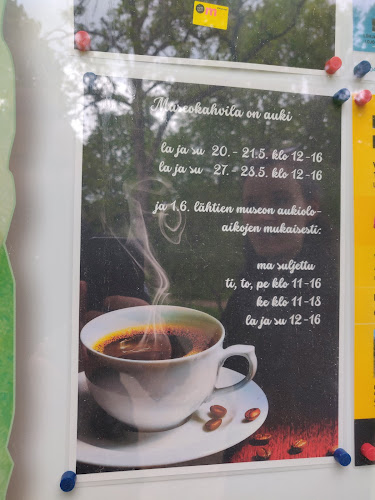 Museokahvila on auki
la ja su 20. - 21.5. klo 12-16
la ja su -27. - 28.5. klo 12-16
ja 1.6. lähtien museon aukiolo-
aikojen mukaisesti:
ma suljettu
ti, to, pe klo 11-16
ke klo 11-18
la ja su 12-16